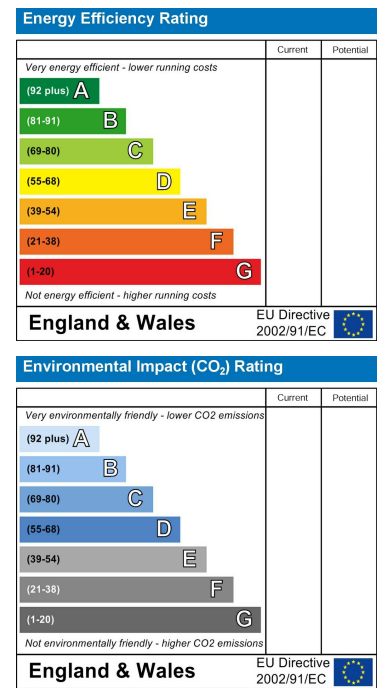 Energy Efficiency Rating
Current Potential
Very energy efficient - lower running costs
(92 plus) A
(81-91) B
(69-80) C
(55-68) D
(39-54) E
(21-38) F
(1-20) G
Not energy efficient - higher running costs
England & Wales
EU Directive
2002/91/EC
Environmental Impact (CO₂) Rating
Current Potential
Very environmentally friendly - lower CO2 emissions
(92 plus) A
(81-91) B
(69-80) C
(55-68) D
(39-54) E
(21-38) F
(1-20) G
Not environmentally friendly - higher CO2 emissions
England & Wales
EU Directive
2002/91/EC